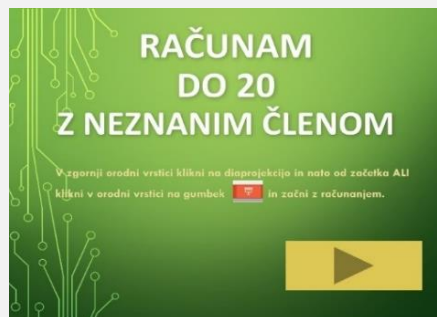 RAČUNAM
DO 20
Z NEZNANIM ČLENOM
V zgornji orodni vrstici klikni na diaprojekcijo in nato od začetka ALI
klikni v orodni vrstici na gumbek in začni z računanjem.